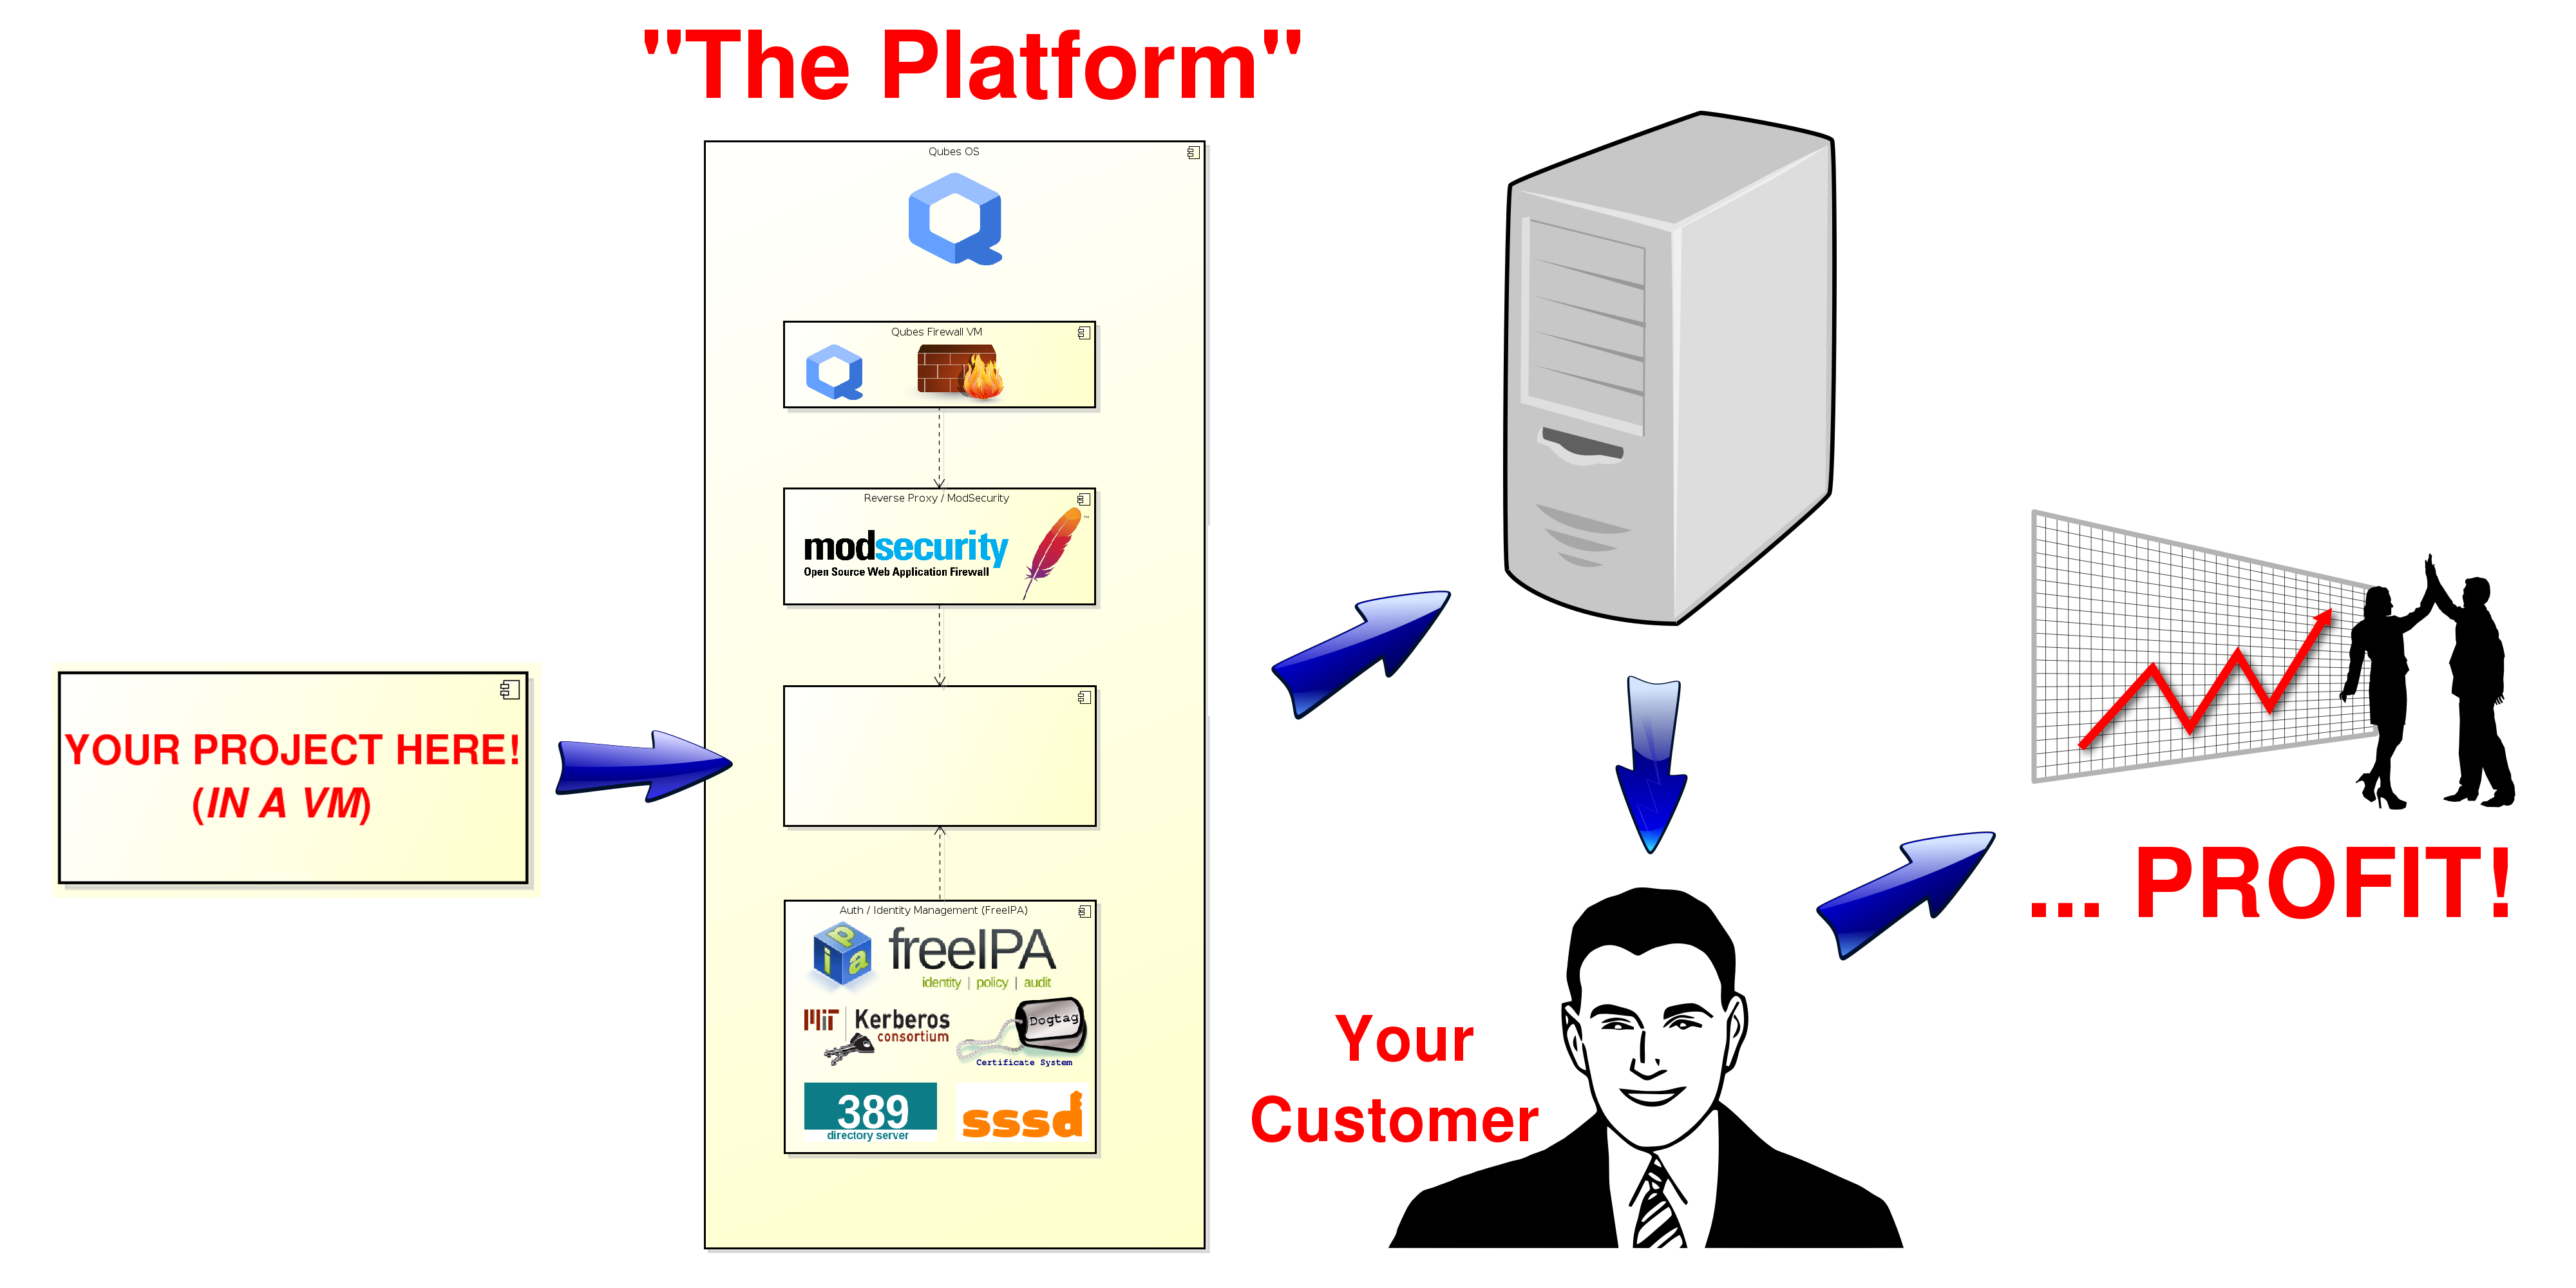 "The Platform"
Qubes OS
Qubes Firewall VM
Reverse Proxy / ModSecurity
modsecurity
Open Source Web Application Firewall
YOUR PROJECT HERE!
(IN A VM)
Auth / Identity Management (FreeIPA)
ipa
freeIPA
identity | policy | audit
MIT Kerberos
consortium
Dogtag
Certificate System
389
directory server
sssd
Your
Customer
... PROFIT!